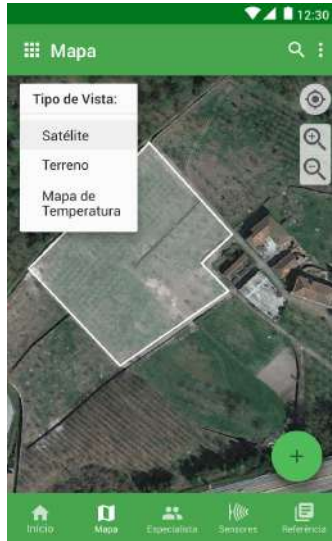 12:30
Mapa
Tipo de Vista:
Satélite
Terreno
Mapa de
Temperatura
Início
Mapa
Especialista
Sensores
Referência